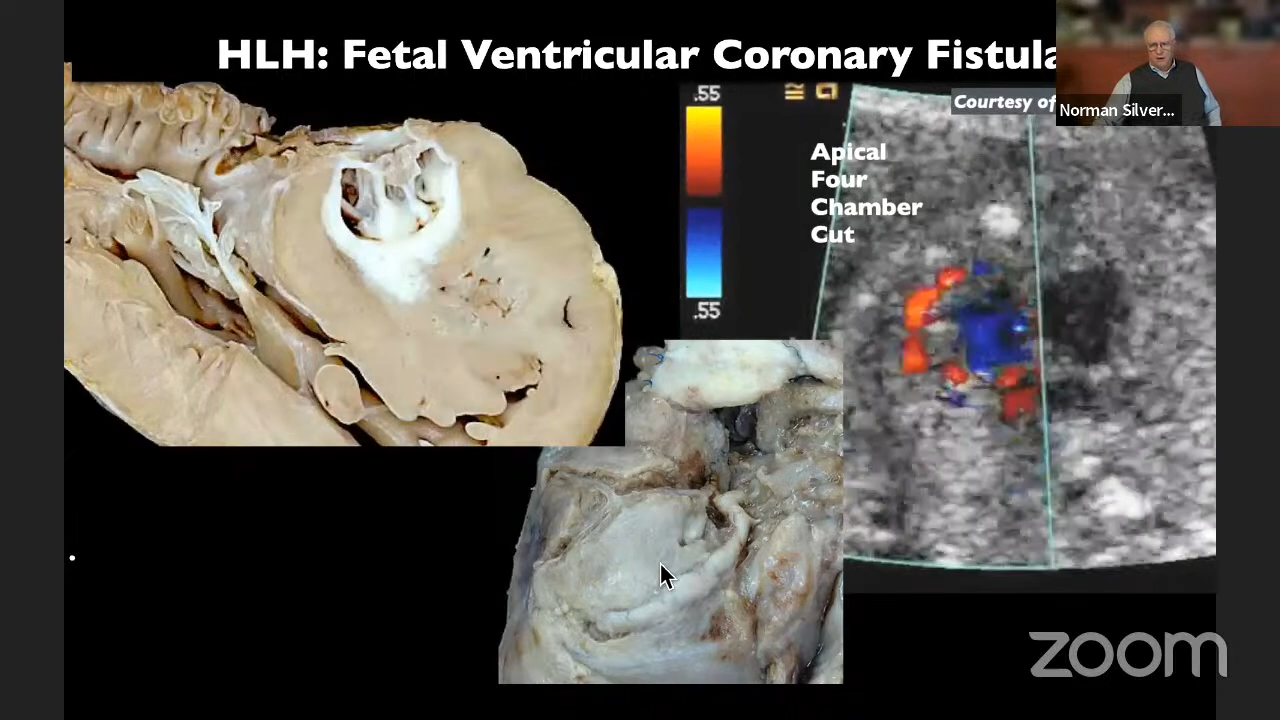 HLH: Fetal Ventricular Coronary Fistula
Courtesy of
Norman Silver...
.55
.55
Apical
Four
Chamber
Cut
zoom